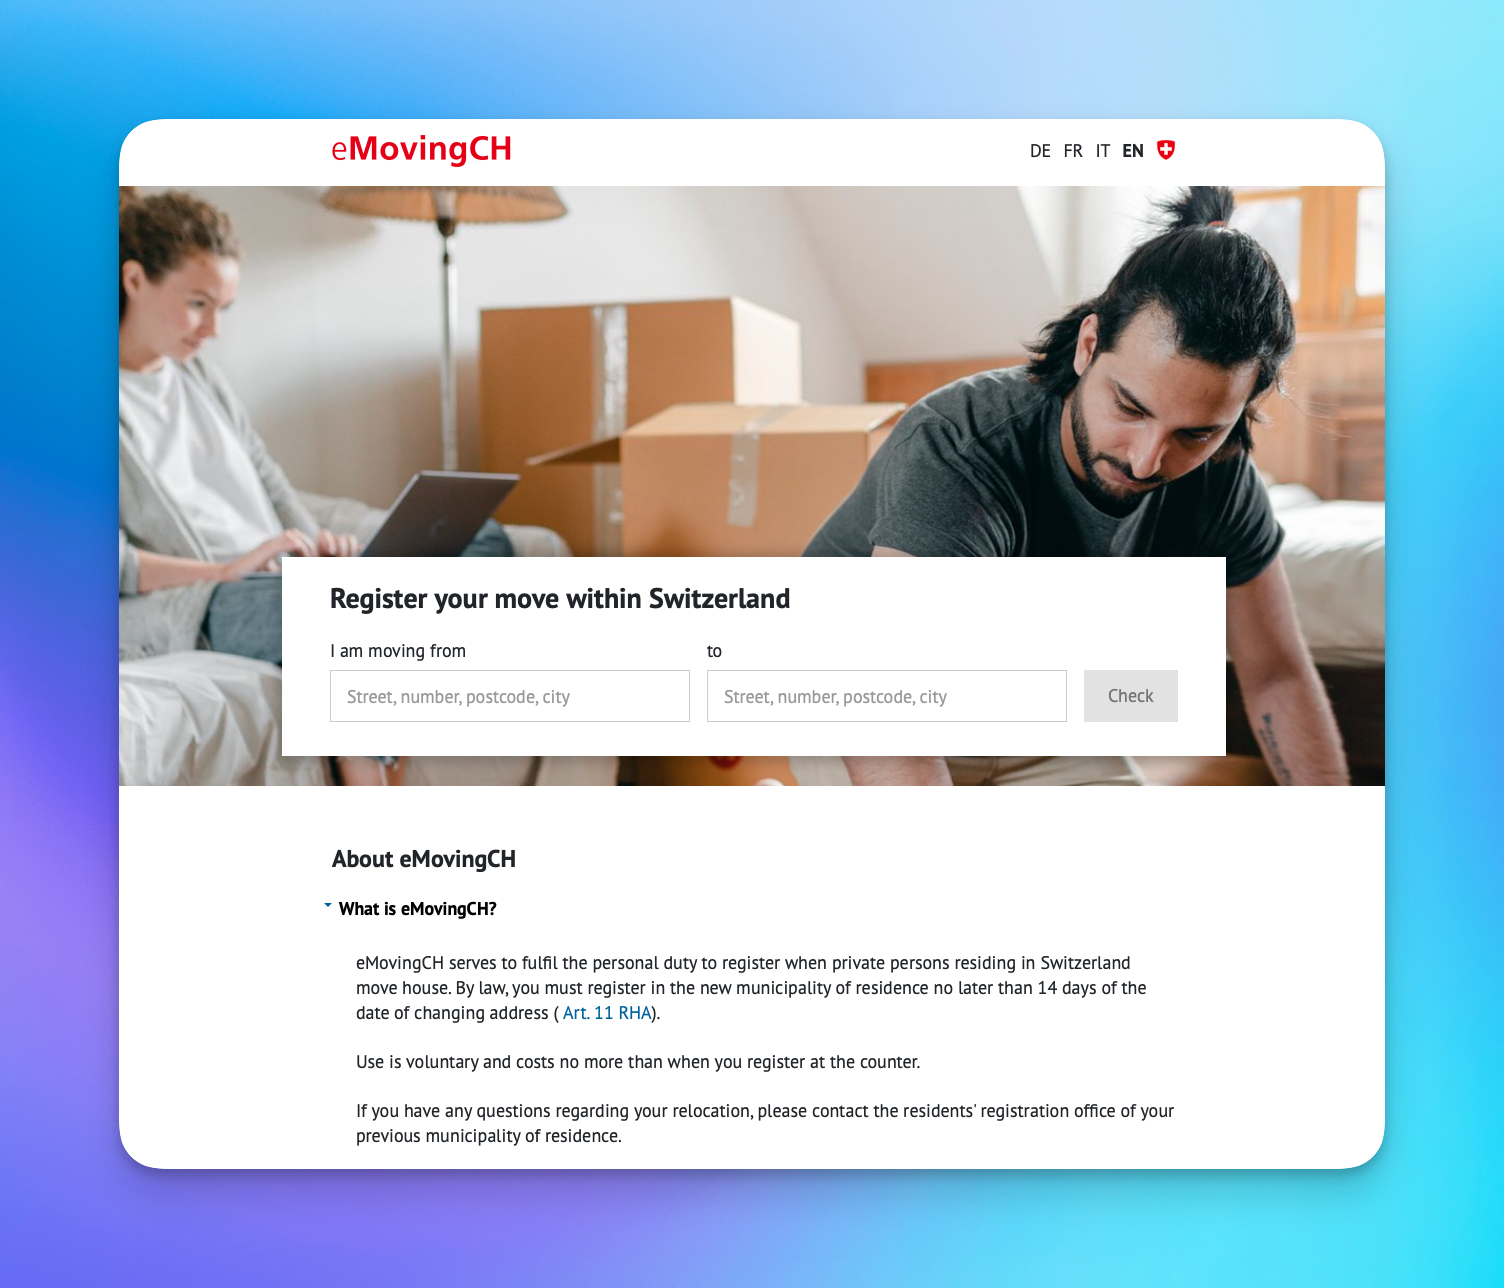 eMovingCH
DE FR IT EN
Register your move within Switzerland
I am moving from
to
Street, number, postcode, city
Street, number, postcode, city
Check
About eMovingCH
What is eMovingCH?
eMovingCH serves to fulfil the personal duty to register when private persons residing in Switzerland
move house. By law, you must register in the new municipality of residence no later than 14 days of the
date of changing address ( Art. 11 RHA).
Use is voluntary and costs no more than when you register at the counter.
If you have any questions regarding your relocation, please contact the residents' registration office of your
previous municipality of residence.